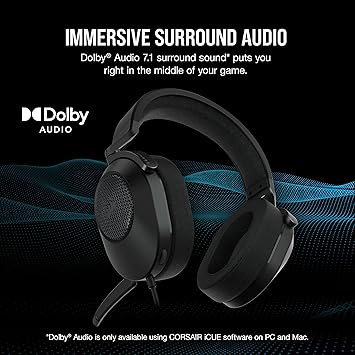 IMMERSIVE SURROUND AUDIO
Dolby® Audio 7.1 surround sound* puts you
right in the middle of your game.
Dolby
AUDIO
*Dolby® Audio is only available using CORSAIR iCUE software on PC and Mac.